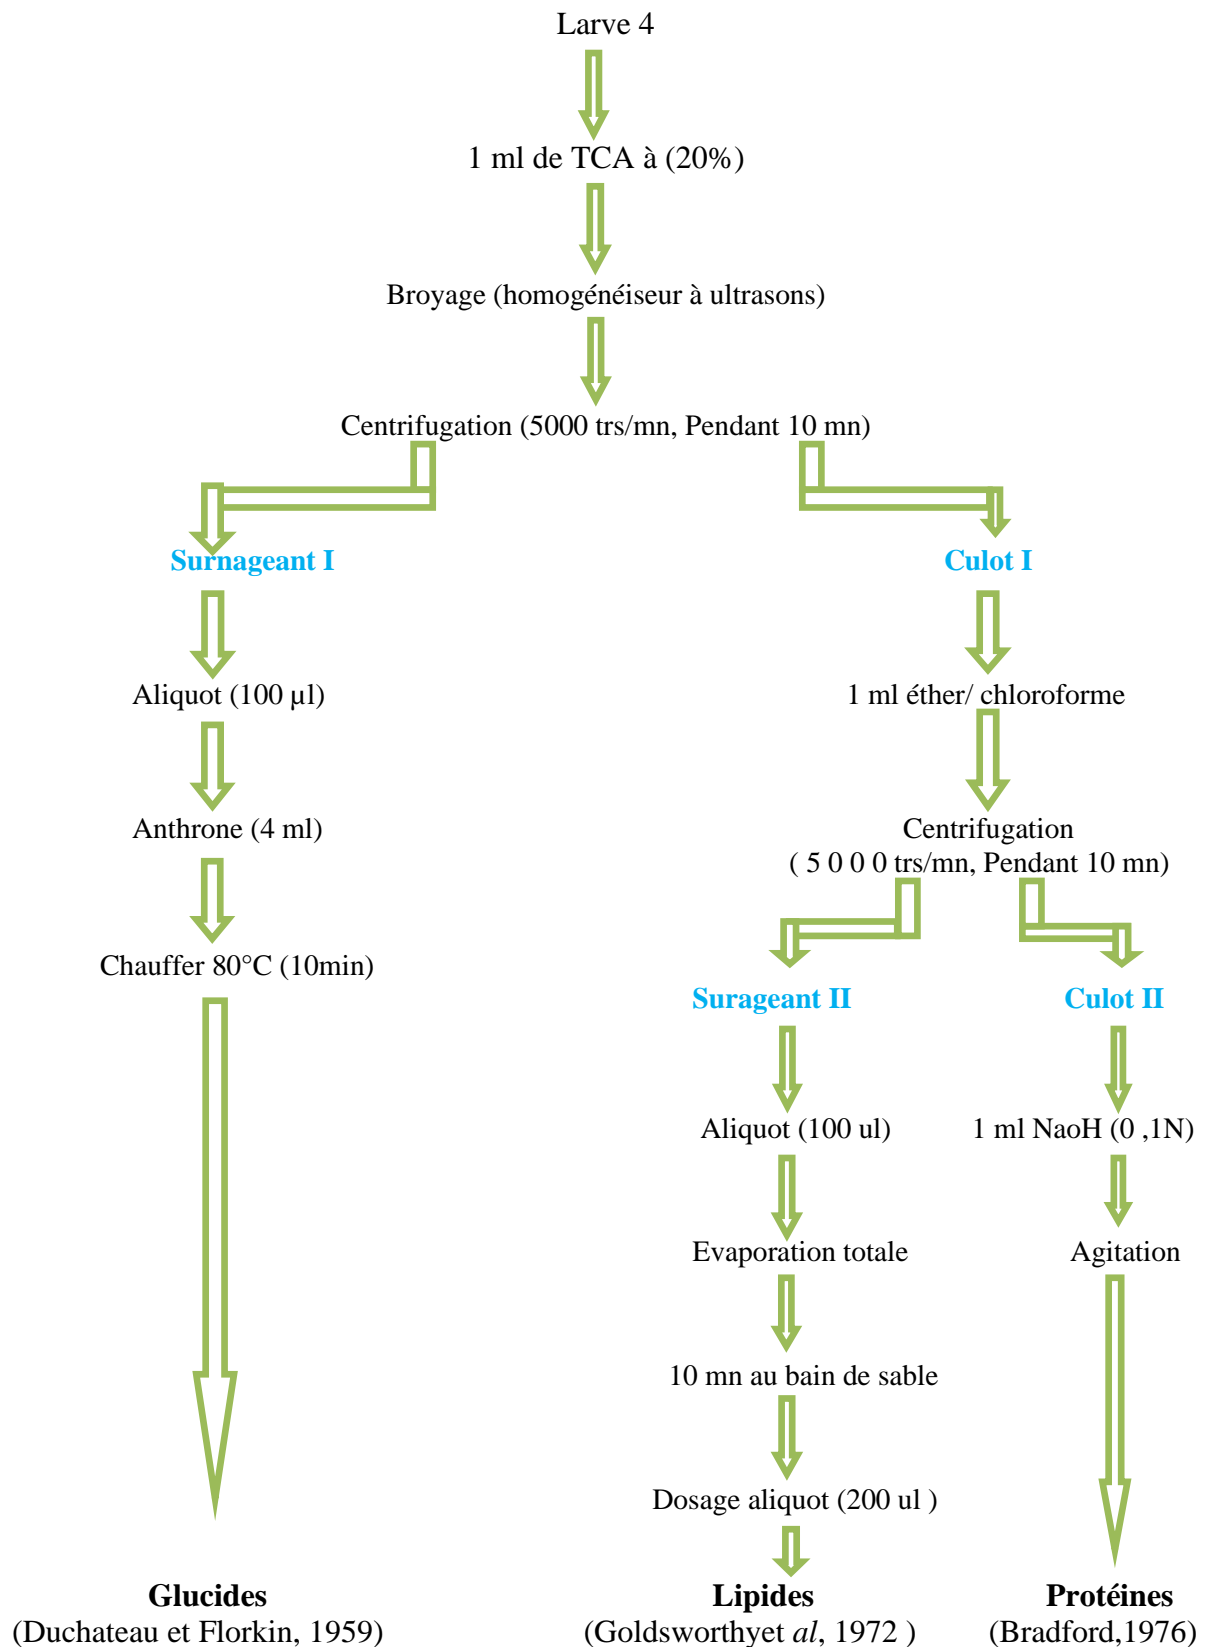 Larve 4
1 ml de TCA à (20%)
Broyage (homogénéiseur à ultrasons)
Centrifugation (5000 trs/mn, Pendant 10 mn)
Surnageant I
Culot I
Aliquot (100 µl)
1 ml éther/ chloroforme
Anthrone (4 ml)
Centrifugation
( 5 0 0 0 trs/mn, Pendant 10 mn)
Chauffer 80°C (10min)
Surageant II
Culot II
Aliquot (100 ul)
1 ml NaoH (0 ,1N)
Evaporation totale
Agitation
10 mn au bain de sable
Dosage aliquot (200 ul )
Glucides
Lipides
Protéines
(Duchateau et Florkin, 1959)
(Goldsworthyet al, 1972 )
(Bradford,1976)